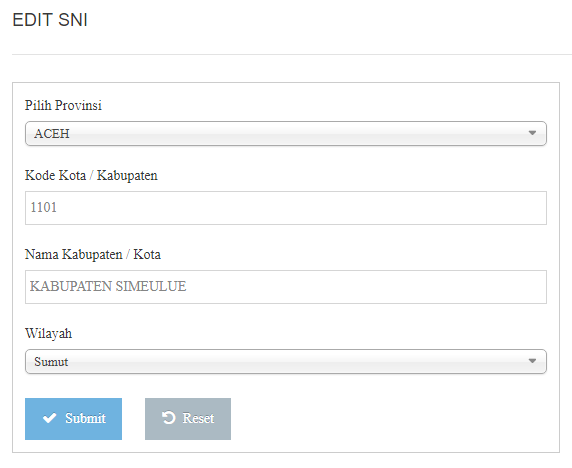 EDIT SNI
Pilih Provinsi
ACEH
Kode Kota / Kabupaten
1101
Nama Kabupaten / Kota
KABUPATEN SIMEULUE
Wilayah
Sumut
Submit Reset